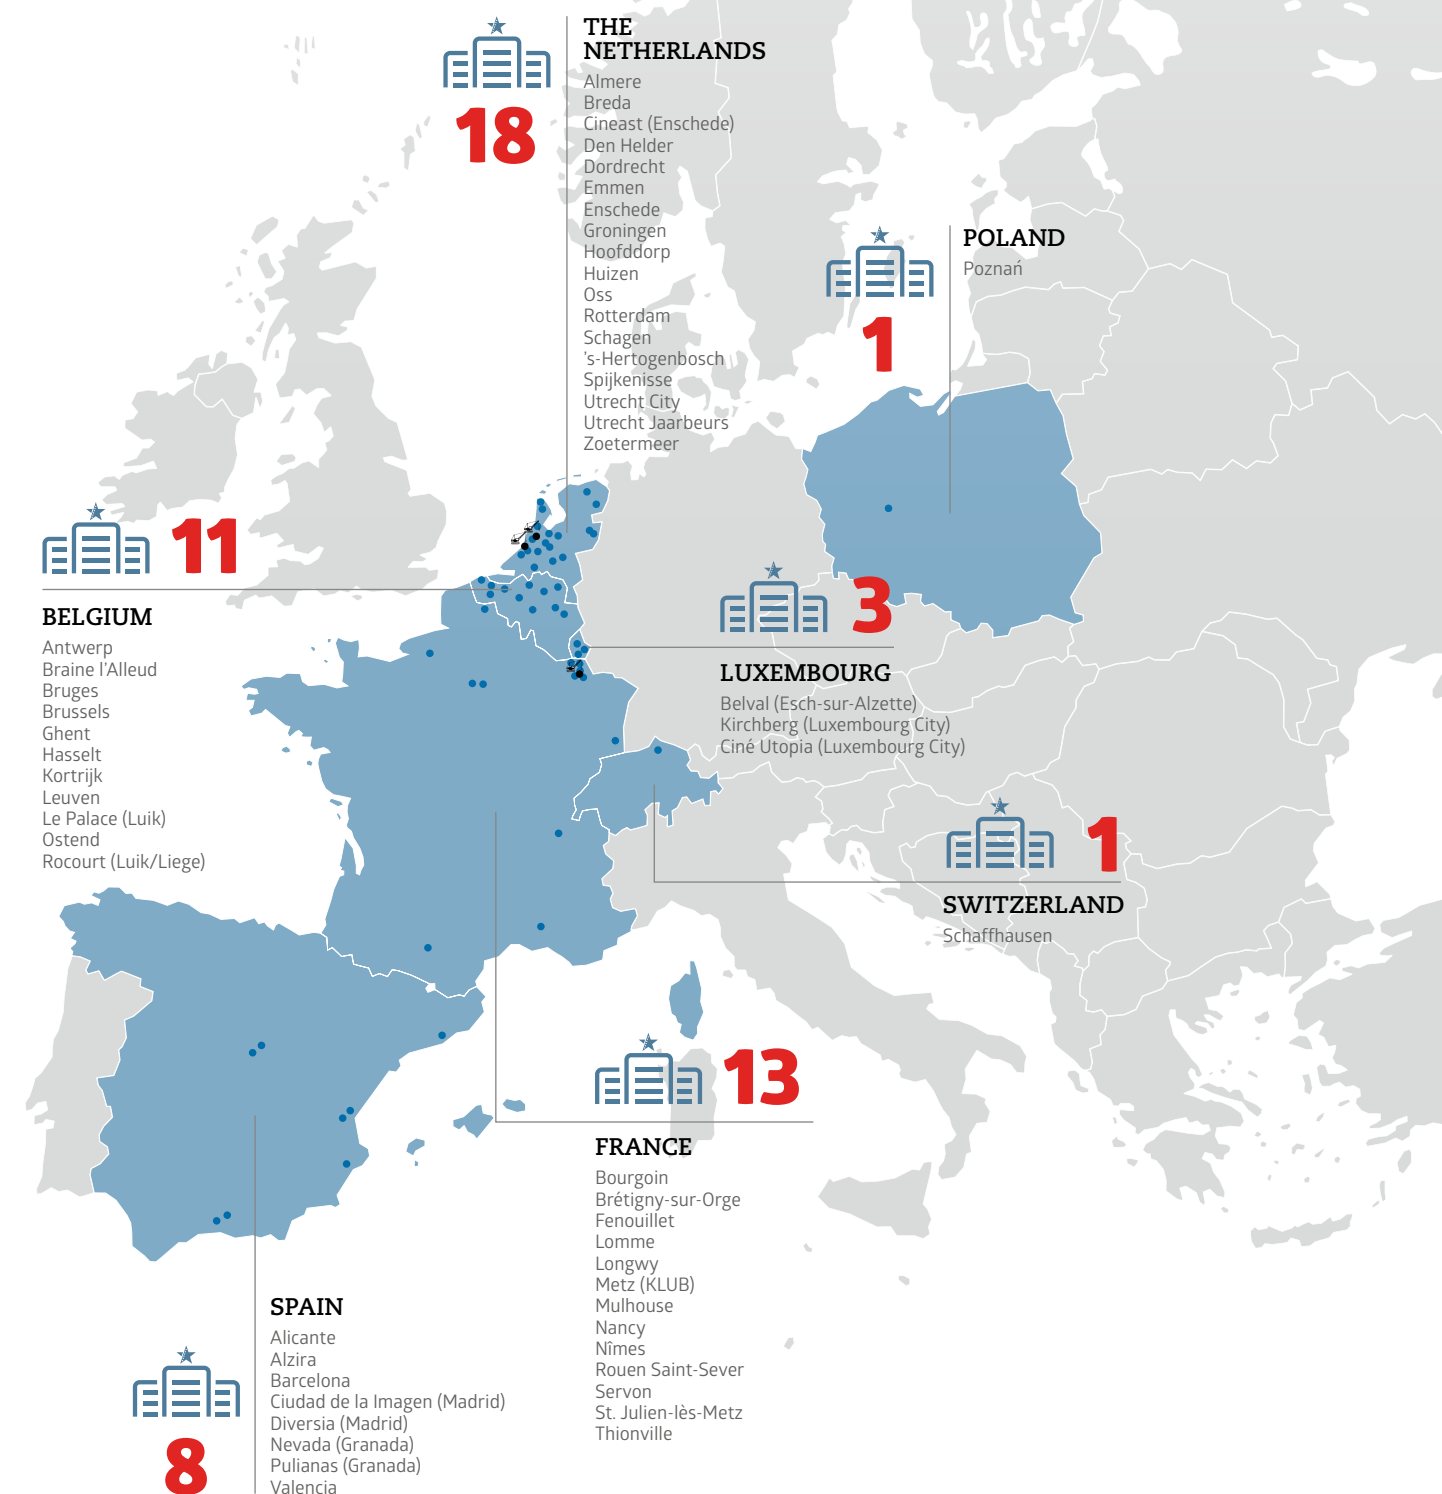 18
THE
NETHERLANDS
Almere
Breda
Cineast (Enschede)
Den Helder
Dordrecht
Emmen
Enschede
Groningen
Hoofddorp
Huizen
Oss
Rotterdam
Schagen
's-Hertogenbosch
Spijkenisse
Utrecht City
Utrecht Jaarbeurs
Zoetermeer
1
POLAND
Poznań
11
BELGIUM
Antwerp
Braine l'Alleud
Bruges
Brussels
Ghent
Hasselt
Kortrijk
Leuven
Le Palace (Luik)
Ostend
Rocourt (Luik/Liege)
3
LUXEMBOURG
Belval (Esch-sur-Alzette)
Kirchberg (Luxembourg City)
Ciné Utopia (Luxembourg City)
1
SWITZERLAND
Schaffhausen
13
FRANCE
Bourgoin
Brétigny-sur-Orge
Fenouillet
Lomme
Longwy
Metz (KLUB)
Mulhouse
Nancy
Nîmes
Rouen Saint-Sever
Servon
St. Julien-lès-Metz
Thionville
8
SPAIN
Alicante
Alzira
Barcelona
Ciudad de la Imagen (Madrid)
Diversia (Madrid)
Nevada (Granada)
Pulianas (Granada)
Valencia